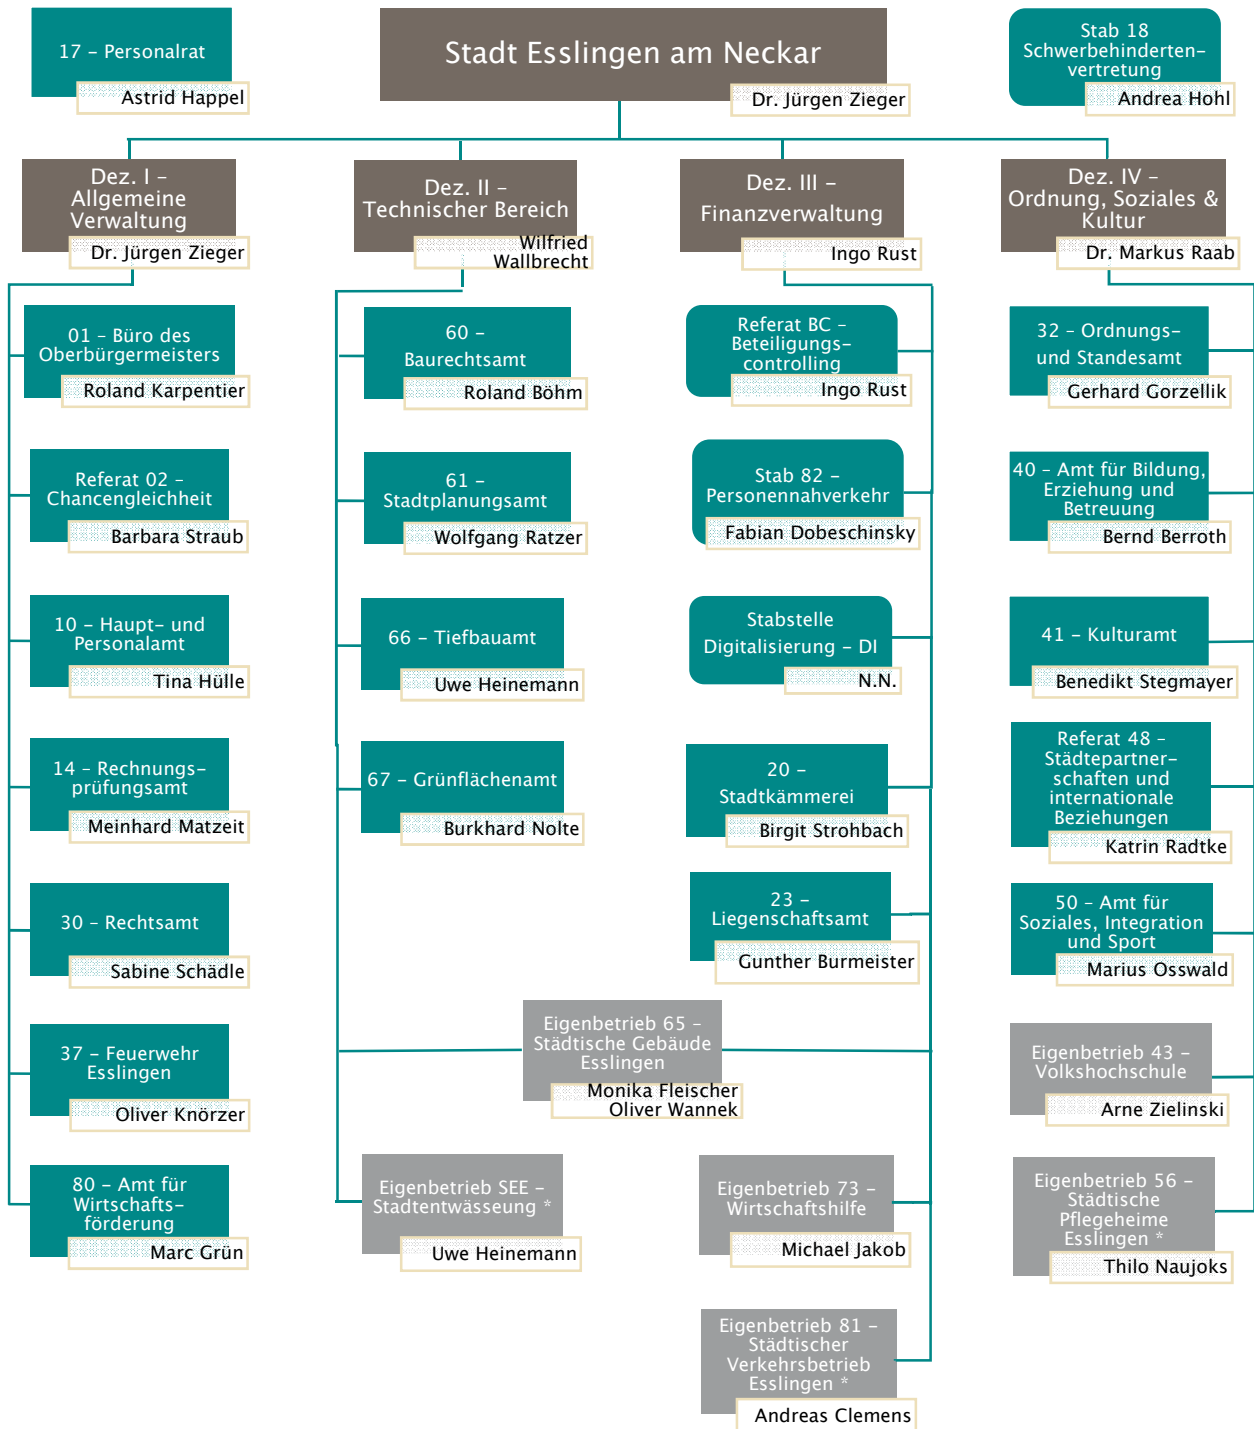 17 – Personalrat
Astrid Happel
Stadt Esslingen am Neckar
Dr. Jürgen Zieger
Stab 18
Schwerbehinderten–
vertretung
Andrea Hohl
Dez. I –
Allgemeine
Verwaltung
Dr. Jürgen Zieger
Dez. II –
Technischer Bereich
Wilfried
Wallbrecht
Dez. III –
Finanzverwaltung
Ingo Rust
Dez. IV –
Ordnung, Soziales &
Kultur
Dr. Markus Raab
01 – Büro des
Oberbürgermeisters
Roland Karpentier
Referat 02 –
Chancengleichheit
Barbara Straub
10 – Haupt– und
Personalamt
Tina Hülle
14 – Rechnungs–
prüfungsamt
Meinhard Matzeit
30 – Rechtsamt
Sabine Schädle
37 – Feuerwehr
Esslingen
Oliver Knörzer
80 – Amt für
Wirtschafts–
förderung
Marc Grün
60 –
Baurechtsamt
Roland Böhm
61 –
Stadtplanungsamt
Wolfgang Ratzer
66 – Tiefbauamt
Uwe Heinemann
67 – Grünflächenamt
Burkhard Nolte
Eigenbetrieb 65 –
Städtische Gebäude
Esslingen
Monika Fleischer
Oliver Wannek
Eigenbetrieb SEE –
Stadtentwässeung *
Uwe Heinemann
Referat BC –
Beteiligungs–
controlling
Ingo Rust
Stab 82 –
Personennahverkehr
Fabian Dobeschinsky
Stabstelle
Digitalisierung – DI
N.N.
20 –
Stadtkämmerei
Birgit Strohbach
23 –
Liegenschaftsamt
Gunther Burmeister
Eigenbetrieb 73 –
Wirtschaftshilfe
Michael Jakob
Eigenbetrieb 81 –
Städtischer
Verkehrsbetrieb
Esslingen *
Andreas Clemens
32 – Ordnungs–
und Standesamt
Gerhard Gorzellik
40 – Amt für Bildung,
Erziehung und
Betreuung
Bernd Berroth
41 – Kulturamt
Benedikt Stegmayer
Referat 48 –
Städtepartner–
schaften und
internationale
Beziehungen
Katrin Radtke
50 – Amt für
Soziales, Integration
und Sport
Marius Osswald
Eigenbetrieb 43 –
Volkshochschule
Arne Zielinski
Eigenbetrieb 56 –
Städtische
Pflegeheime
Esslingen *
Thilo Naujoks